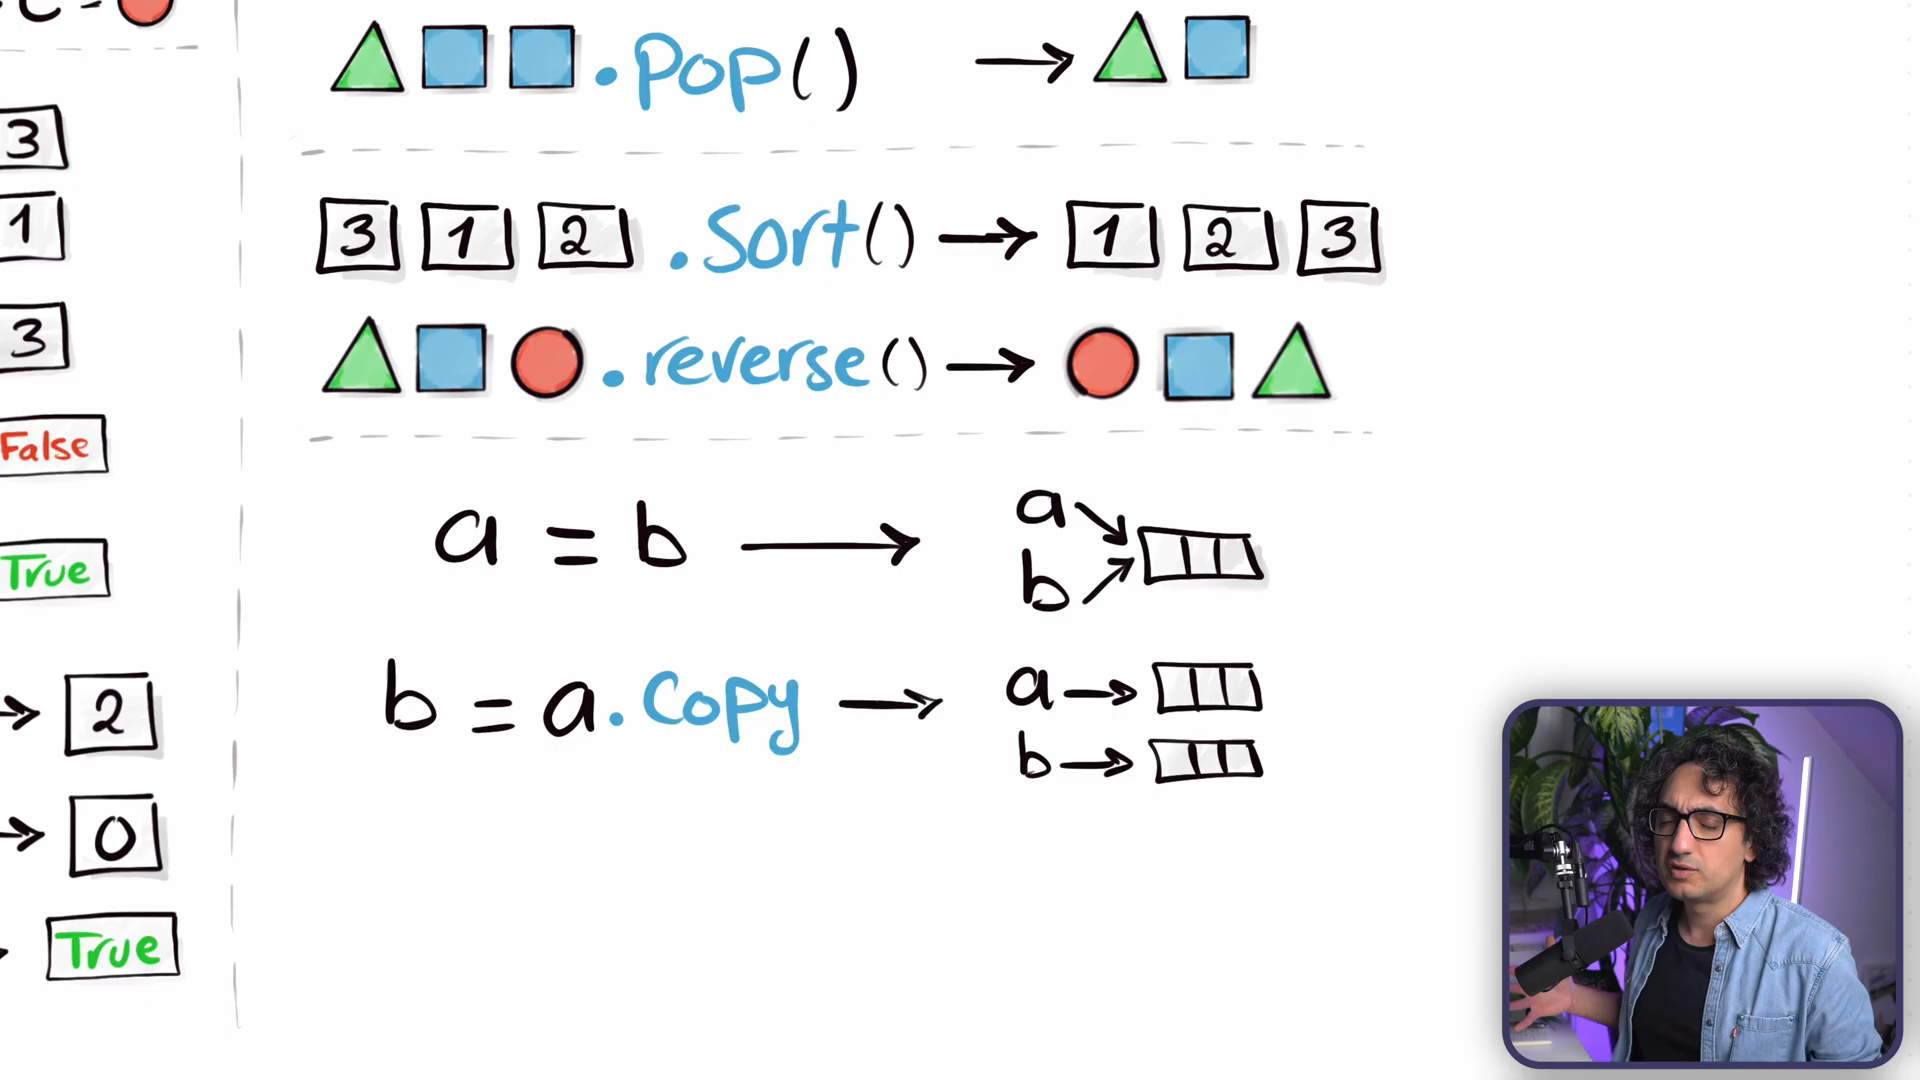 C =
3
1
3
False
True
2
0
True
.Pop()
3 1 2 .Sort() 1 2 3
.reverse()
a = b
a
b
b = a.Copy
a
b